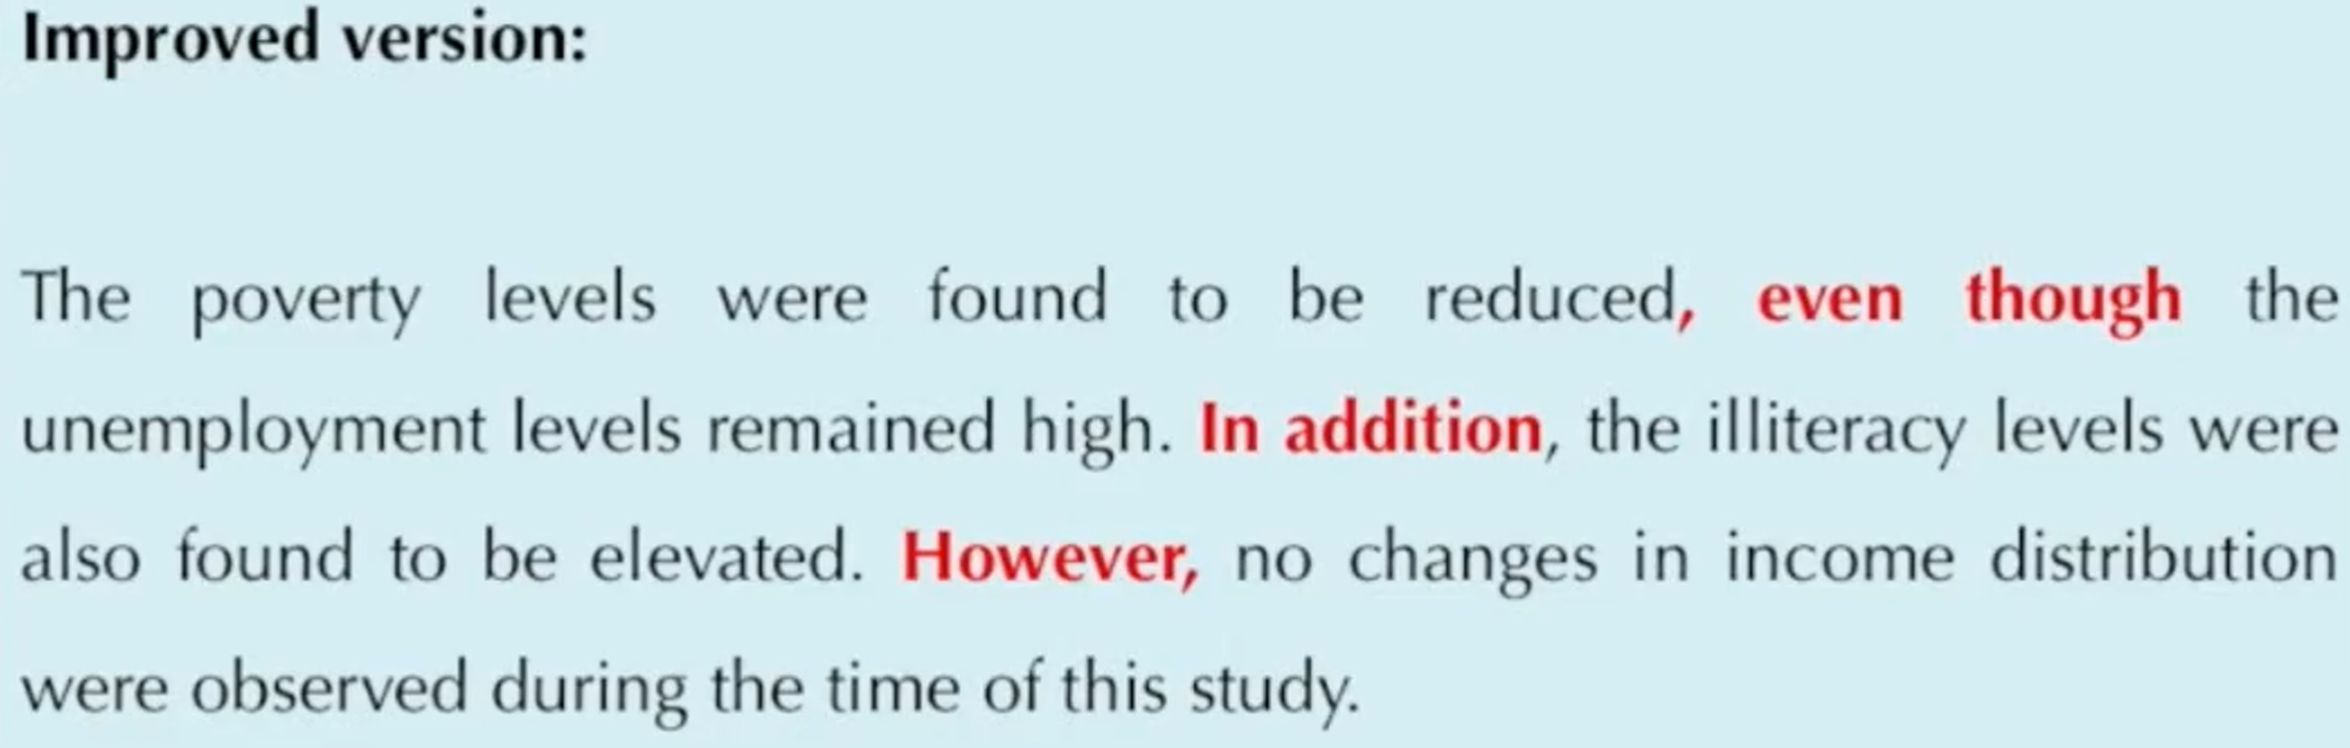 Improved version:
The poverty levels were found to be reduced, even though the
unemployment levels remained high. In addition, the illiteracy levels were
also found to be elevated. However, no changes in income distribution
were observed during the time of this study.